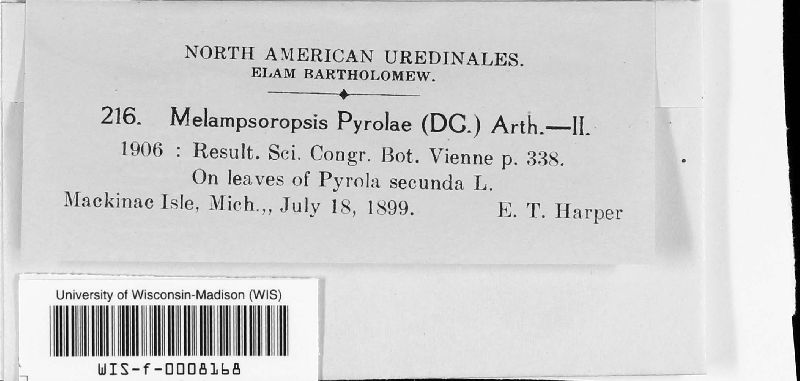 NORTH AMERICAN UREDINALES.
ELAM BARTHOLOMEW.
216. Melampsoropsis Pyrolae (DC.) Arth.—II.
1906 : Result. Sci. Congr. Bot. Vienne p. 338.
On leaves of Pyrola secunda L.
Mackinac Isle, Mich.,, July 18, 1899. E. T. Harper
University of Wisconsin-Madison (WIS)
WIS-f-0008168